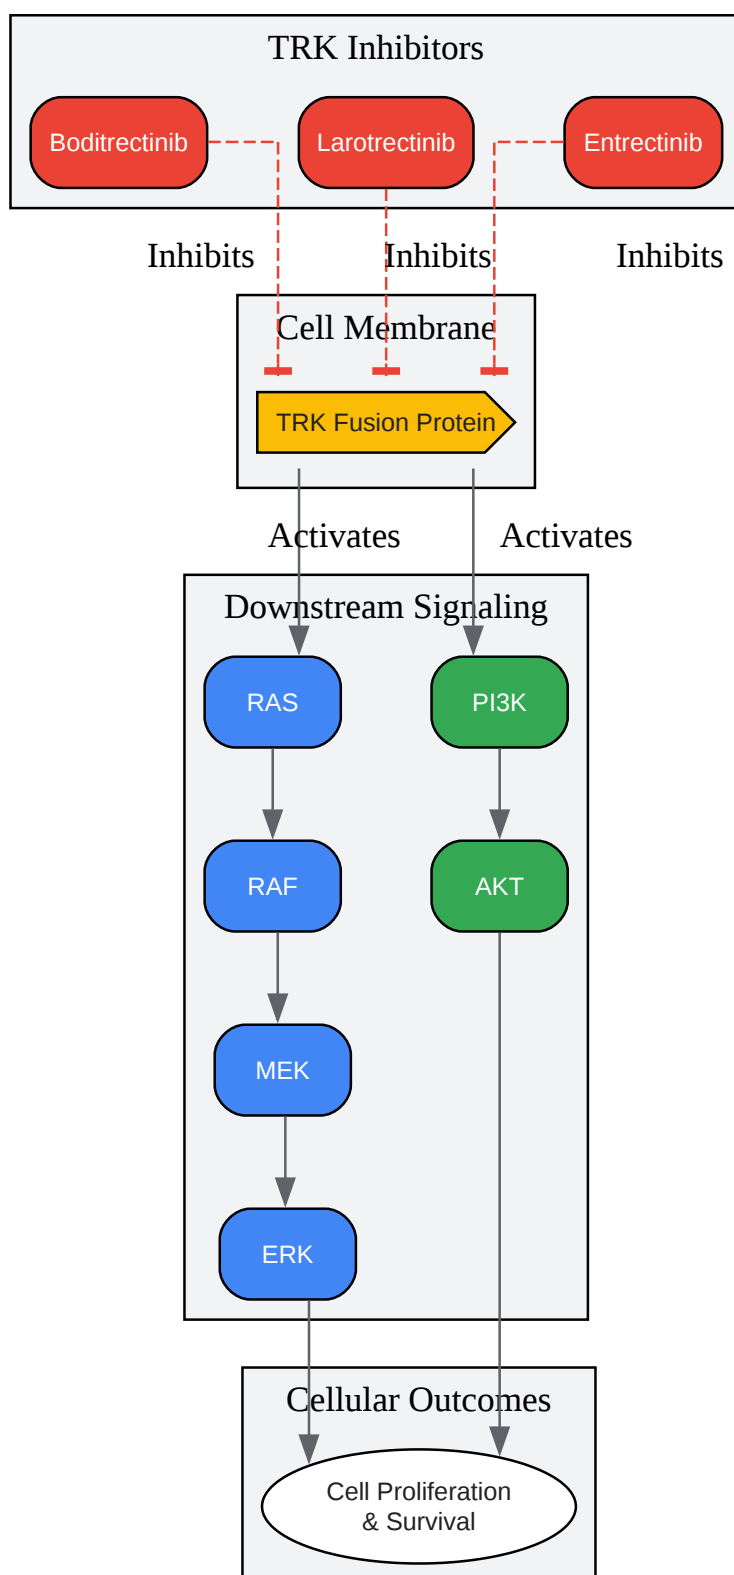 TRK Inhibitors
Boditrectinib
Larotrectinib
Entrectinib
Inhibits
Inhibits
Inhibits
Cell Membrane
TRK Fusion Protein
Activates
Activates
Downstream Signaling
RAS
PI3K
RAF
AKT
MEK
ERK
Cellular Outcomes
Cell Proliferation
& Survival